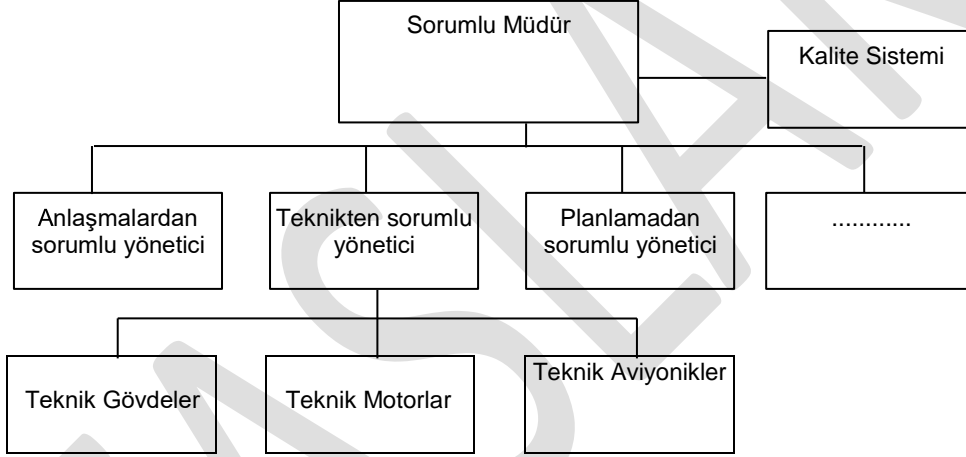 Sorumlu Müdür
Kalite Sistemi
Anlaşmalardan
sorumlu yönetici
Teknikten sorumlu
yönetici
Planlamadan
sorumlu yönetici
............
Teknik Gövdeler
Teknik Motorlar
Teknik Aviyonikler